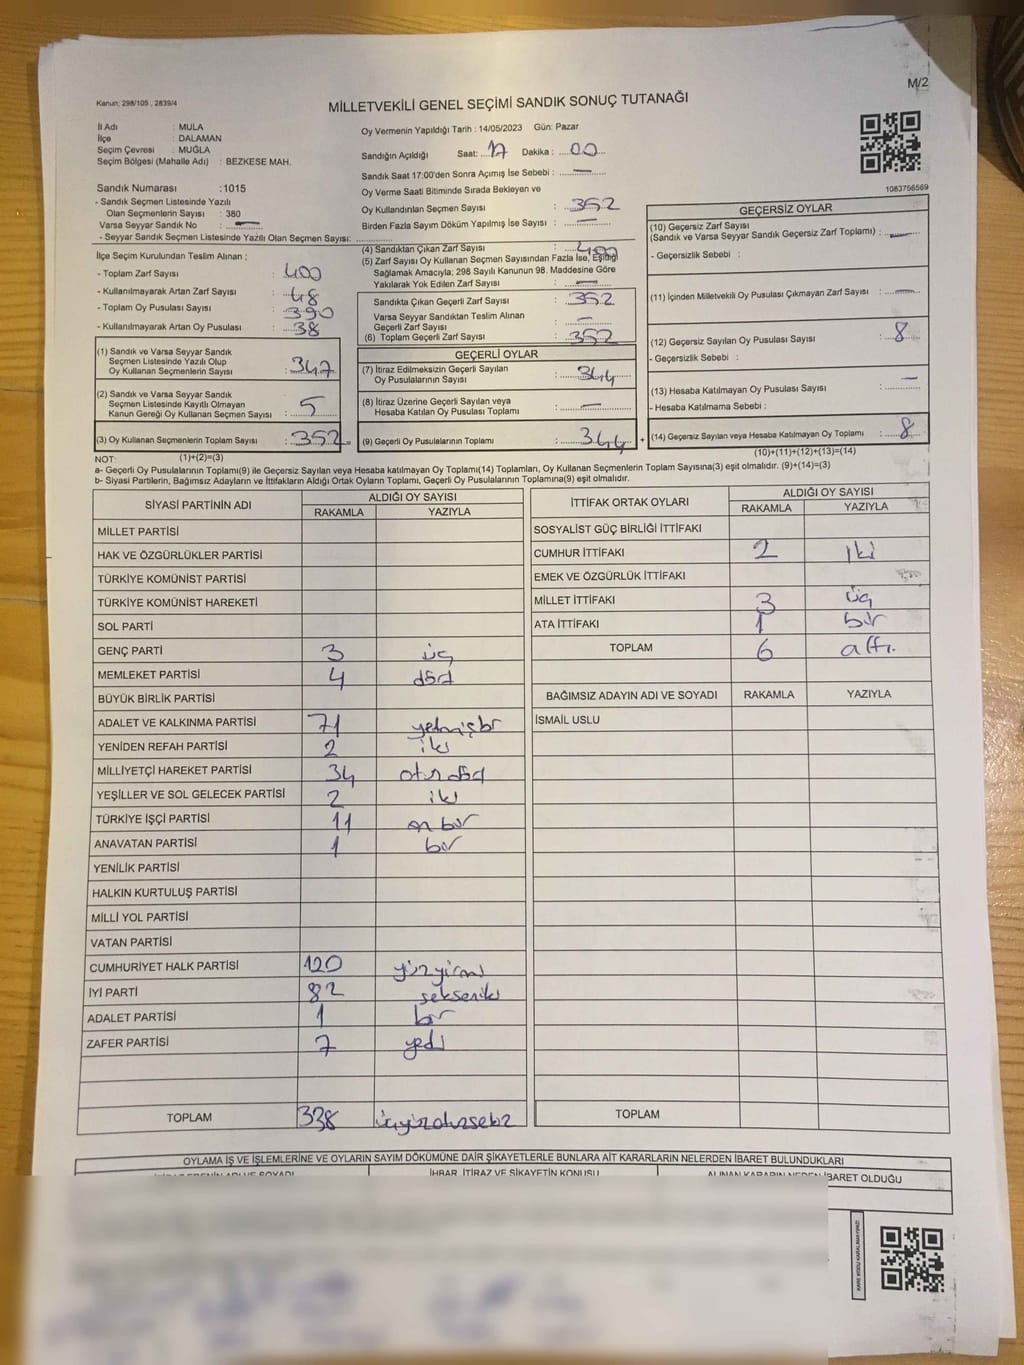 M/2
Kanun; 298/105 , 2839/4
MİLLETVEKİLİ GENEL SEÇİMİ SANDIK SONUÇ TUTANAĞI
İl Adı : MULA
İlçe : DALAMAN
Seçim Çevresi : MUĞLA
Seçim Bölgesi (Mahalle Adı) : BEZKESE MAH.
Sandık Numarası :1015
- Sandık Seçmen Listesinde Yazılı
Olan Seçmenlerin Sayısı : 380
Varsa Seyyar Sandık No : —
- Seyyar Sandık Seçmen Listesinde Yazılı Olan Seçmen Sayısı:
Oy Vermenin Yapıldığı Tarih : 14/05/2023 Gün: Pazar
Sandığın Açıldığı Saat: 17 Dakika : 00
Sandık Saat 17:00'den Sonra Açımış İse Sebebi : —
Oy Verme Saati Bitiminde Sırada Bekleyen ve
Oy Kullandırılan Seçmen Sayısı : 352
Birden Fazla Sayım Döküm Yapılmış İse Sayısı : —
1083756569
İlçe Seçim Kurulundan Teslim Alınan ;
- Toplam Zarf Sayısı : 400
- Kullanılmayarak Artan Zarf Sayısı : 48
- Toplam Oy Pusulası Sayısı : 390
- Kullanılmayarak Artan Oy Pusulası : 38
(1) Sandık ve Varsa Seyyar Sandık
Seçmen Listesinde Yazılı Olup
Oy Kullanan Seçmenlerin Sayısı : 347
(2) Sandık ve Varsa Seyyar Sandık
Seçmen Listesinde Kayıtlı Olmayan
Kanun Gereği Oy Kullanan Seçmen Sayısı : 5
(3) Oy Kullanan Seçmenlerin Toplam Sayısı : 352 =
(4) Sandıktan Çıkan Zarf Sayısı : 400
(5) Zarf Sayısı Oy Kullanan Seçmen Sayısından Fazla İse, Eşitliği
Sağlamak Amacıyla; 298 Sayılı Kanunun 98. Maddesine Göre
Yakılarak Yok Edilen Zarf Sayısı : —
Sandıkta Çıkan Geçerli Zarf Sayısı : 352
Varsa Seyyar Sandıktan Teslim Alınan
Geçerli Zarf Sayısı : —
(6) Toplam Geçerli Zarf Sayısı : 352
GEÇERLİ OYLAR
(7) İtiraz Edilmeksizin Geçerli Sayılan
Oy Pusulalarının Sayısı : 344
(8) İtiraz Üzerine Geçerli Sayılan veya
Hesaba Katılan Oy Pusulası Toplamı : —
(9) Geçerli Oy Pusulalarının Toplamı : 344 +
GEÇERSİZ OYLAR
(10) Geçersiz Zarf Sayısı
(Sandık ve Varsa Seyyar Sandık Geçersiz Zarf Toplamı) : —
- Geçersizlik Sebebi :
(11) İçinden Milletvekili Oy Pusulası Çıkmayan Zarf Sayısı : —
(12) Geçersiz Sayılan Oy Pusulası Sayısı : 8
- Geçersizlik Sebebi :
(13) Hesaba Katılmayan Oy Pusulası Sayısı : —
- Hesaba Katılmama Sebebi :
(14) Geçersiz Sayılan veya Hesaba Katılmayan Oy Toplamı : 8
NOT: (1)+(2)=(3) (10)+(11)+(12)+(13)=(14)
a- Geçerli Oy Pusulalarının Toplamı(9) ile Geçersiz Sayılan veya Hesaba katılmayan Oy Toplamı(14) Toplamları, Oy Kullanan Seçmenlerin Toplam Sayısına(3) eşit olmalıdır. (9)+(14)=(3)
b- Siyasi Partilerin, Bağımsız Adayların ve İttifakların Aldığı Ortak Oyların Toplamı, Geçerli Oy Pusulalarının Toplamına(9) eşit olmalıdır.
SİYASİ PARTİNİN ADI ALDIĞI OY SAYISI
RAKAMLA YAZIYLA
MİLLET PARTİSİ
HAK VE ÖZGÜRLÜKLER PARTİSİ
TÜRKİYE KOMÜNİST PARTİSİ
TÜRKİYE KOMÜNİST HAREKETİ
SOL PARTİ
GENÇ PARTİ 3 üç
MEMLEKET PARTİSİ 4 dört
BÜYÜK BİRLİK PARTİSİ
ADALET VE KALKINMA PARTİSİ 71 yetmişbir
YENİDEN REFAH PARTİSİ 2 iki
MİLLİYETÇİ HAREKET PARTİSİ 34 otuzdört
YEŞİLLER VE SOL GELECEK PARTİSİ 2 iki
TÜRKİYE İŞÇİ PARTİSİ 11 on bir
ANAVATAN PARTİSİ 1 bir
YENİLİK PARTİSİ
HALKIN KURTULUŞ PARTİSİ
MİLLİ YOL PARTİSİ
VATAN PARTİSİ
CUMHURİYET HALK PARTİSİ 120 yüzyirmi
İYİ PARTİ 82 sekseniki
ADALET PARTİSİ 1 bir
ZAFER PARTİSİ 7 yedi
TOPLAM 338 üçyüzotuzsekiz
İTTİFAK ORTAK OYLARI ALDIĞI OY SAYISI
RAKAMLA YAZIYLA
SOSYALİST GÜÇ BİRLİĞİ İTTİFAKI
CUMHUR İTTİFAKI 2 iki
EMEK VE ÖZGÜRLÜK İTTİFAKI
MİLLET İTTİFAKI 3 üç
ATA İTTİFAKI 1 bir
TOPLAM 6 altı.
BAĞIMSIZ ADAYIN ADI VE SOYADI RAKAMLA YAZIYLA
İSMAİL USLU
TOPLAM
OYLAMA İŞ VE İŞLEMLERİNE VE OYLARIN SAYIM DÖKÜMÜNE DAİR ŞİKAYETLERLE BUNLARA AİT KARARLARIN NELERDEN İBARET BULUNDUKLARI
İHBAR, İTİRAZ VE ŞİKAYETİN KONUSU
ALINAN KARARIN NEDEN İBARET OLDUĞU